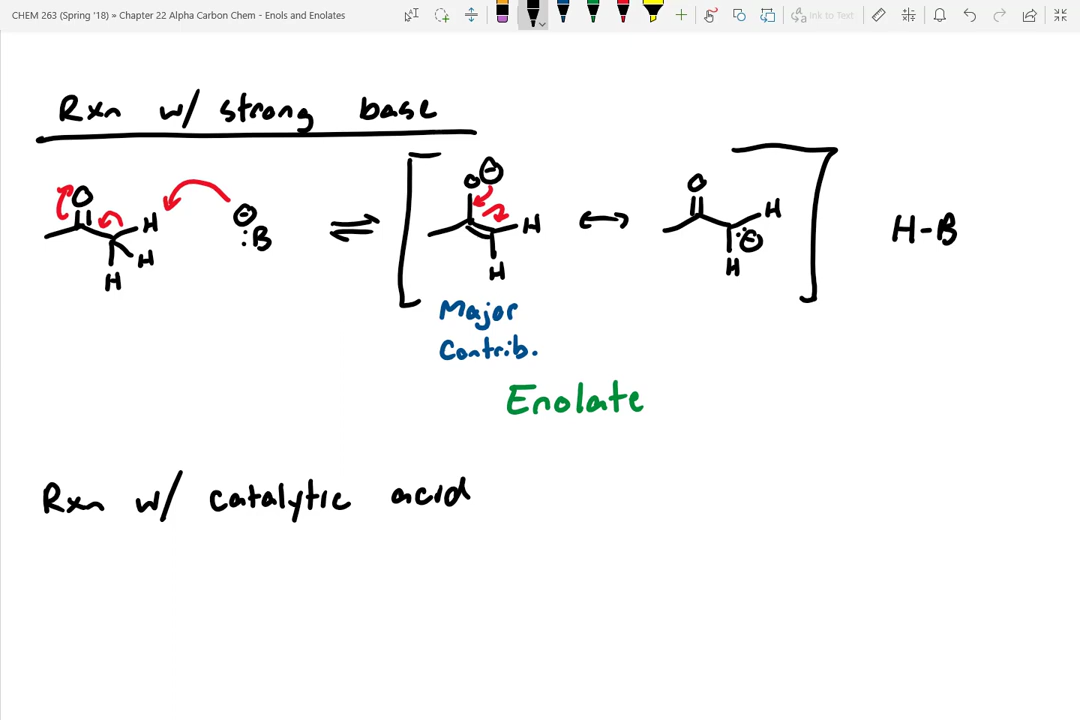 CHEM 263 (Spring '18) » Chapter 22 Alpha Carbon Chem - Enols and Enolates
Ink to Text
Rxn w/ strong base
O
H
H
H
⊖
:B
⇌
O⊖
H
H
↔
O
H
:⊖
H
H-B
Major
Contrib.
Enolate
Rxn w/ catalytic acid